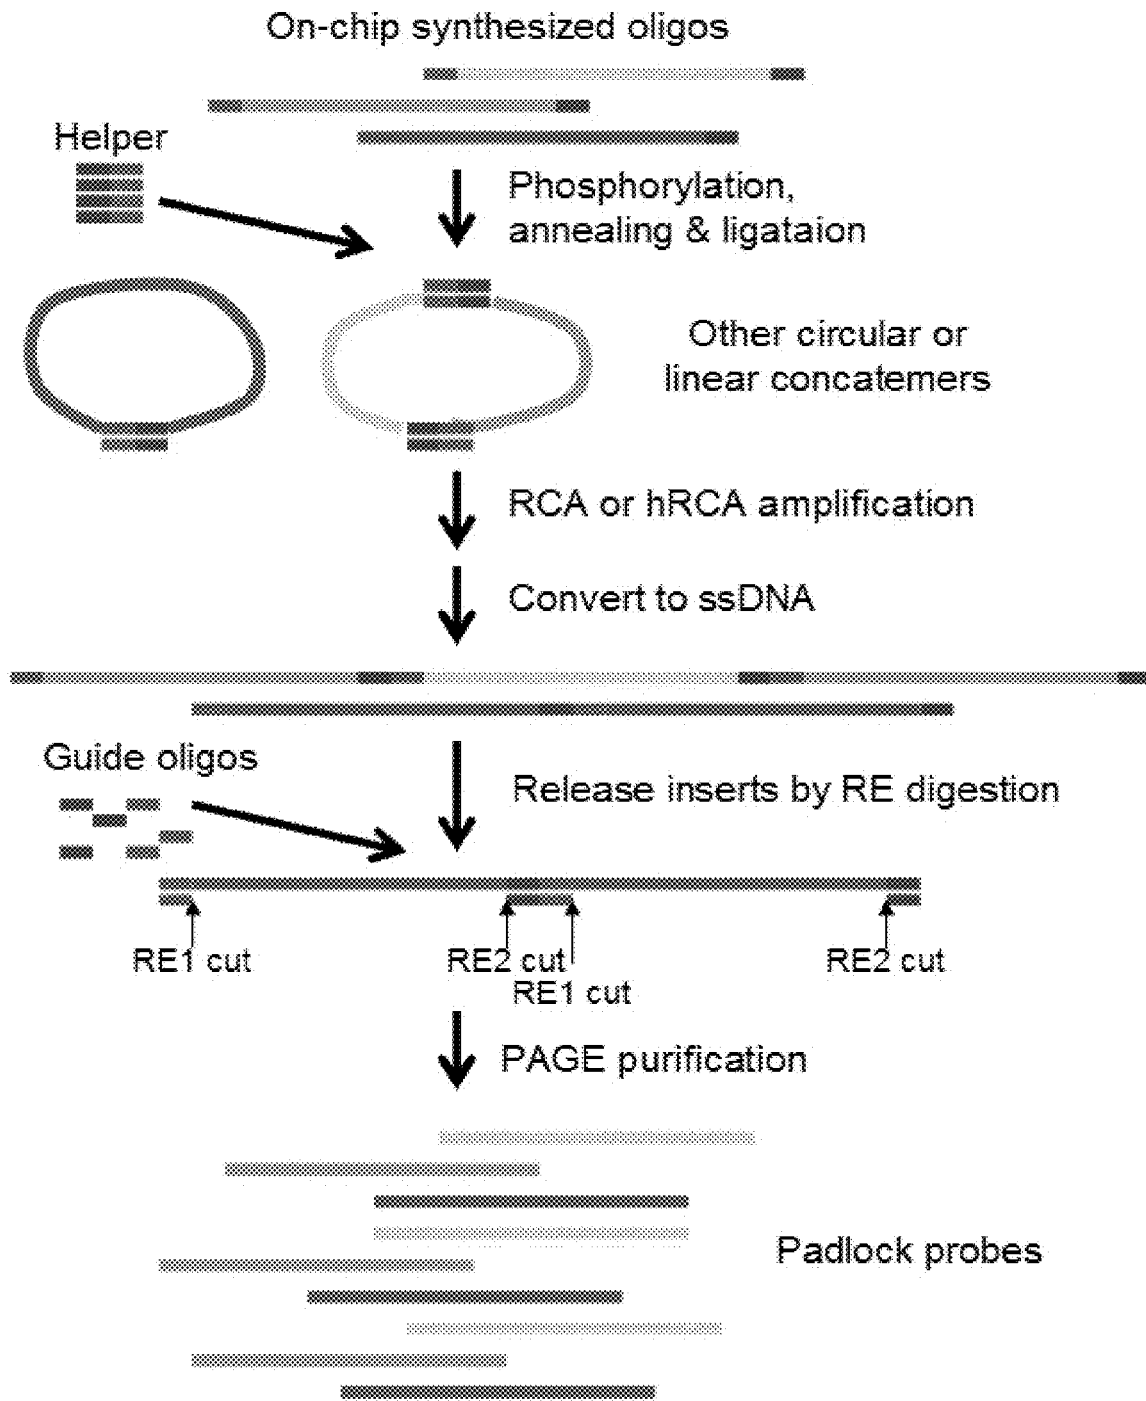 On-chip synthesized oligos
Helper
Phosphorylation,
annealing & ligataion
Other circular or
linear concatemers
RCA or hRCA amplification
Convert to ssDNA
Guide oligos
Release inserts by RE digestion
RE1 cut
RE2 cut
RE2 cut
RE1 cut
PAGE purification
Padlock probes